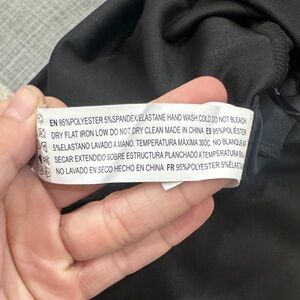 EN 95%POLYESTER 5%SPANDEX/ELASTANE HAND WASH COLD DO NOT BLEACH
DRY FLAT IRON LOW DO NOT DRY CLEAN MADE IN CHINA ES 95%POLIÉSTER
5%ELASTANO LAVADO A MANO. TEMPERATURA MÁXIMA 30OC. NO BLANQUEAR
SECAR EXTENDIDO SOBRE ESTRUCTURA PLANCHADO A TEMPERATURA
NO LAVADO EN SECO HECHO EN CHINA FR 95%POLYESTER 5%ÉLASTANE